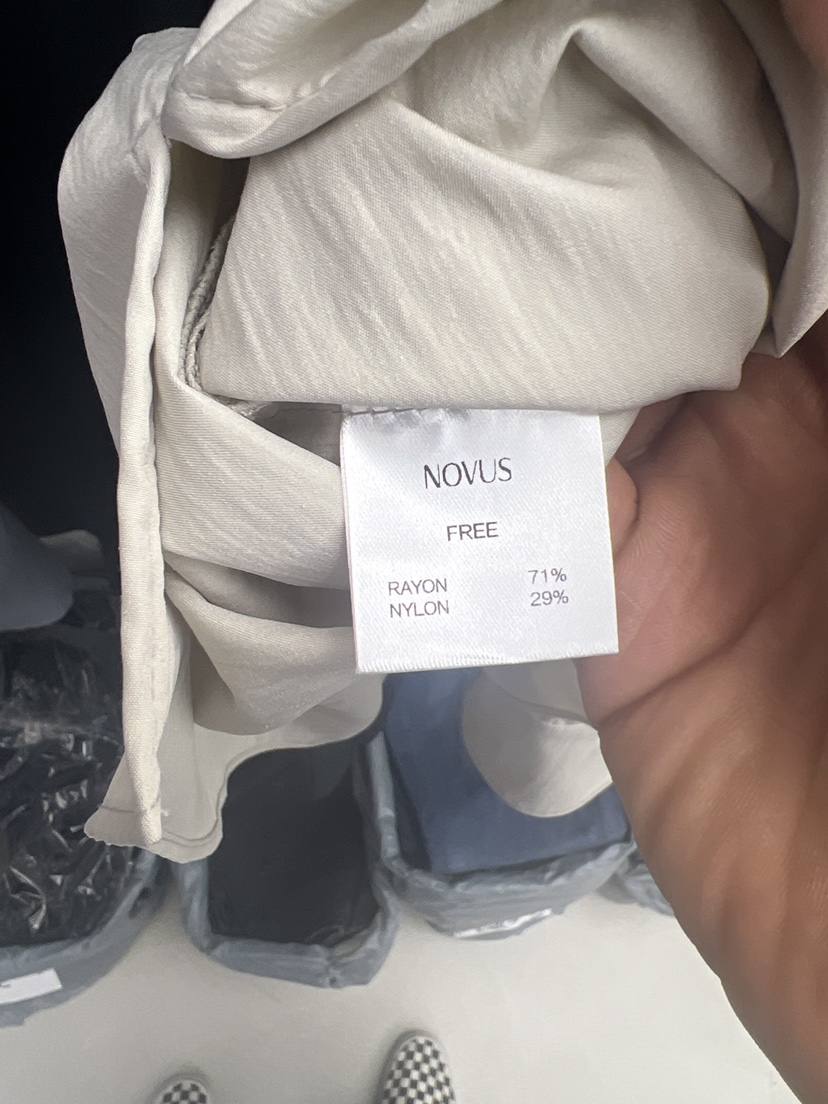 NOVUS
FREE
RAYON 71%
NYLON 29%